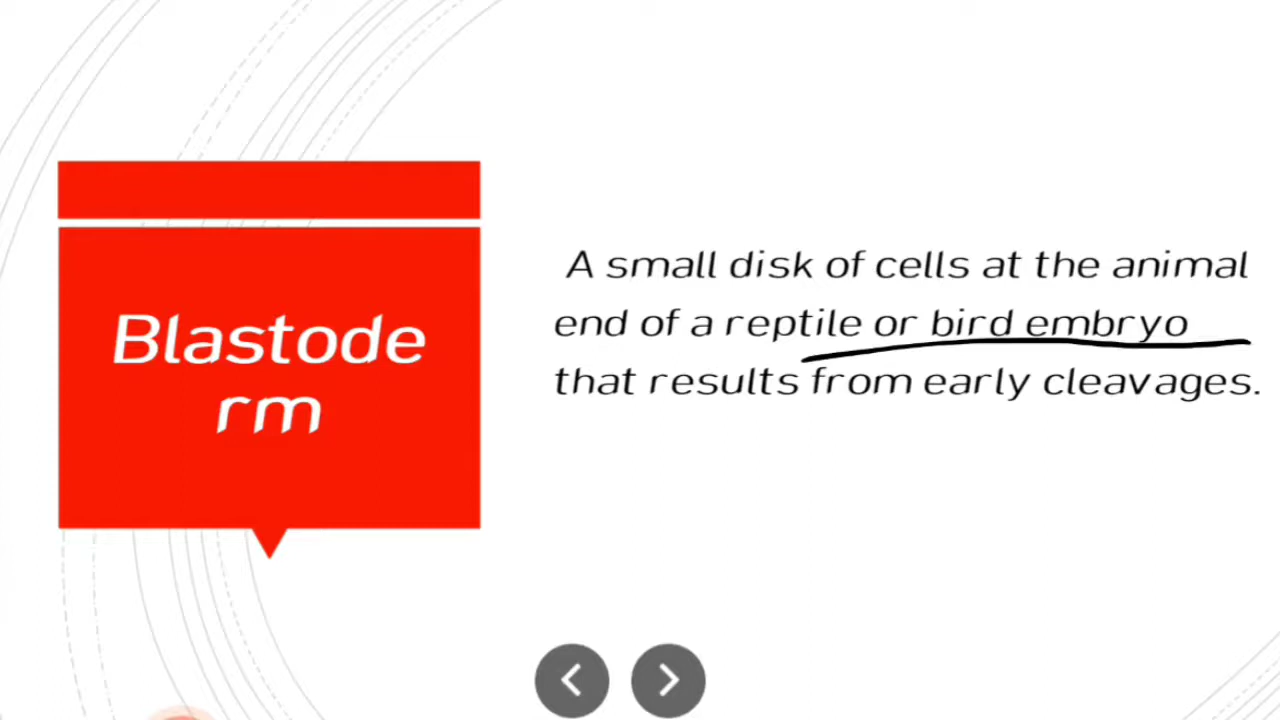 Blastode
rm
A small disk of cells at the animal
end of a reptile or bird embryo
that results from early cleavages.